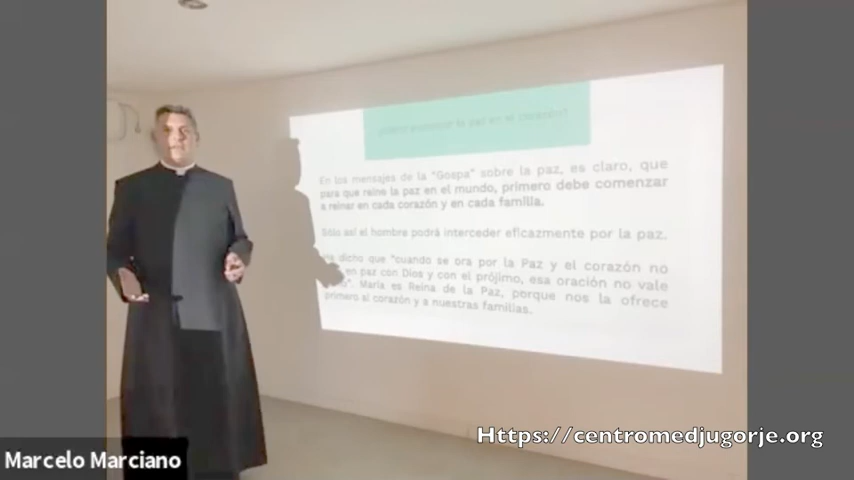 en el corazón?
En los mensajes de la "Gospa" sobre la paz, es claro, que
para que reine la paz en el mundo, primero debe comenzar
a reinar en cada corazón y en cada familia.
Sólo así el hombre podrá interceder eficazmente por la paz.
Ha dicho que "cuando se ora por la Paz y el corazón no
en paz con Dios y con el prójimo, esa oración no vale
María es Reina de la Paz, porque nos la ofrece
primero al corazón y a nuestras familias.
Https://centromedjugorje.org
Marcelo Marciano